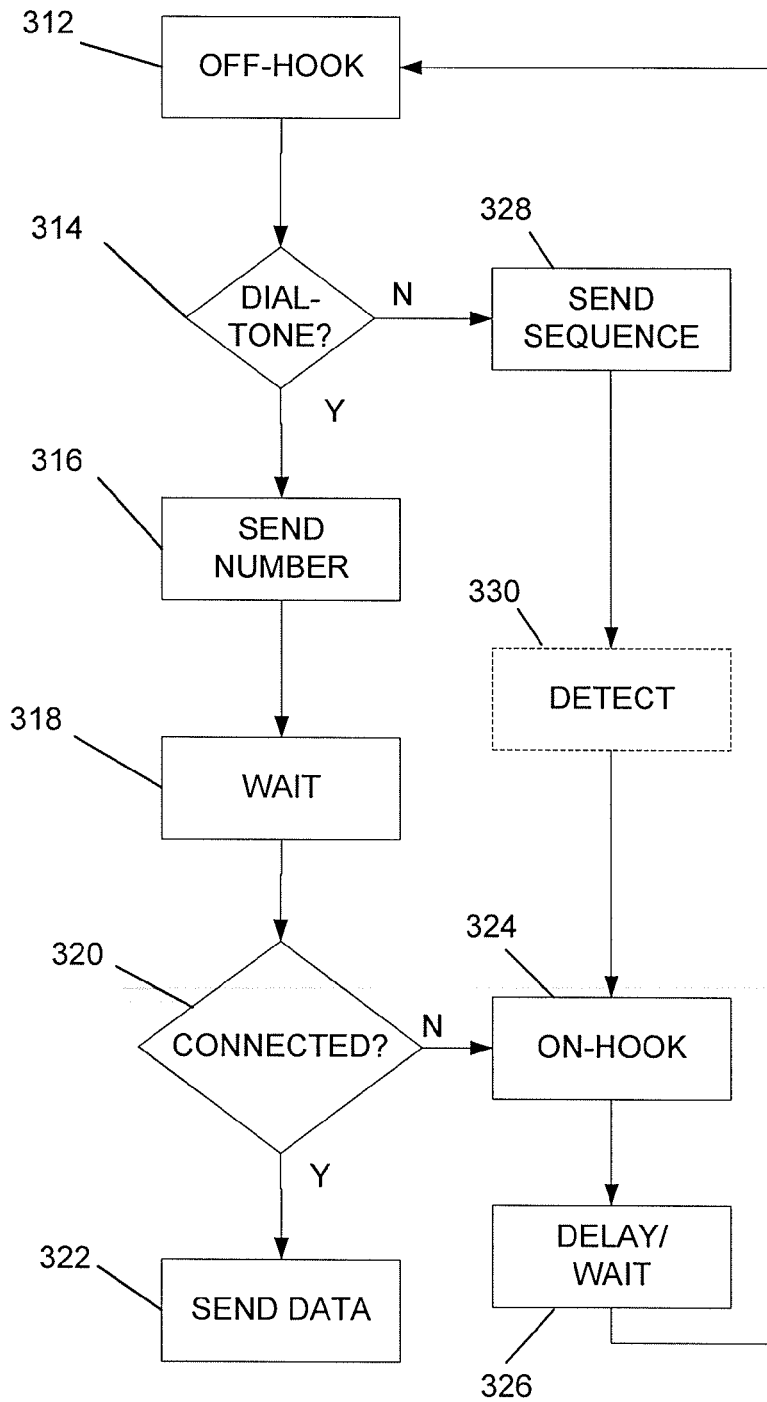 312
OFF-HOOK
314
DIAL-
TONE?
N
328
SEND
SEQUENCE
Y
316
SEND
NUMBER
330
DETECT
318
WAIT
320
CONNECTED?
N
324
ON-HOOK
Y
322
SEND DATA
DELAY/
WAIT
326